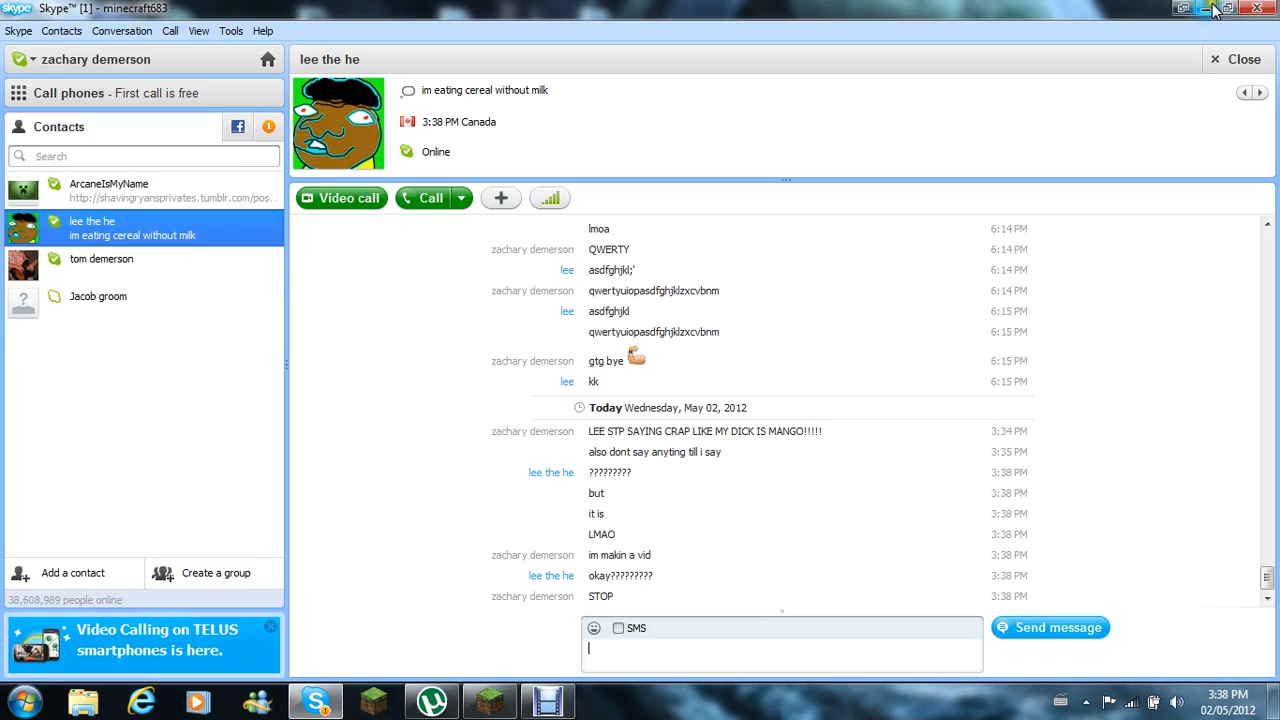 Skype™ [1] - minecraft683
Skype Contacts Conversation Call View Tools Help
zachary demerson
Call phones - First call is free
Contacts
1
Search
ArcaneIsMyName
http://shavingryansprivates.tumblr.com/pos...
lee the he
im eating cereal without milk
tom demerson
Jacob groom
Add a contact
Create a group
38,608,989 people online
Video Calling on TELUS
smartphones is here.
lee the he
Close
im eating cereal without milk
3:38 PM Canada
Online
Video call
Call
lmoa 6:14 PM
zachary demerson QWERTY 6:14 PM
lee asdfghjkl;' 6:14 PM
zachary demerson qwertyuiopasdfghjklzxcvbnm 6:14 PM
lee asdfghjkl 6:15 PM
qwertyuiopasdfghjklzxcvbnm 6:15 PM
zachary demerson gtg bye 6:15 PM
lee kk 6:15 PM
Today Wednesday, May 02, 2012
zachary demerson LEE STP SAYING CRAP LIKE MY DICK IS MANGO!!!!! 3:34 PM
also dont say anyting till i say 3:35 PM
lee the he ????????? 3:38 PM
but 3:38 PM
it is 3:38 PM
LMAO 3:38 PM
zachary demerson im makin a vid 3:38 PM
lee the he okay????????? 3:38 PM
zachary demerson STOP 3:38 PM
SMS
Send message
3:38 PM
02/05/2012